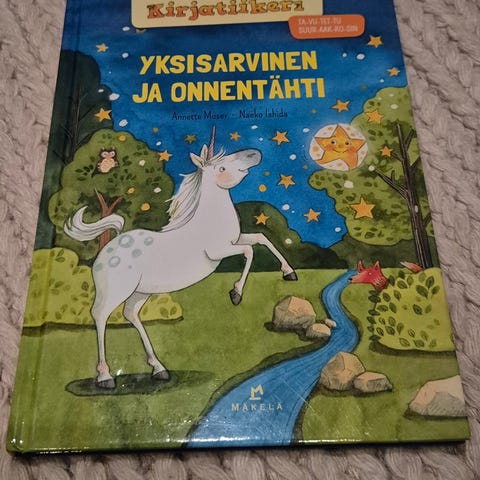 Kirjatiikeri
TA-VU-TET-TU
SUUR-AAK-KO-SIN
YKSISARVINEN
JA ONNENTÄHTI
Annette Moser · Naeko Ishida
MÄKELÄ